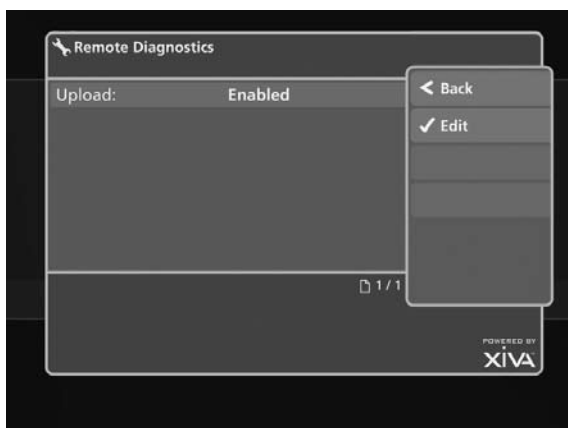 Remote Diagnostics
Upload: Enabled
< Back
✓ Edit
1 / 1
POWERED BY
XiVA